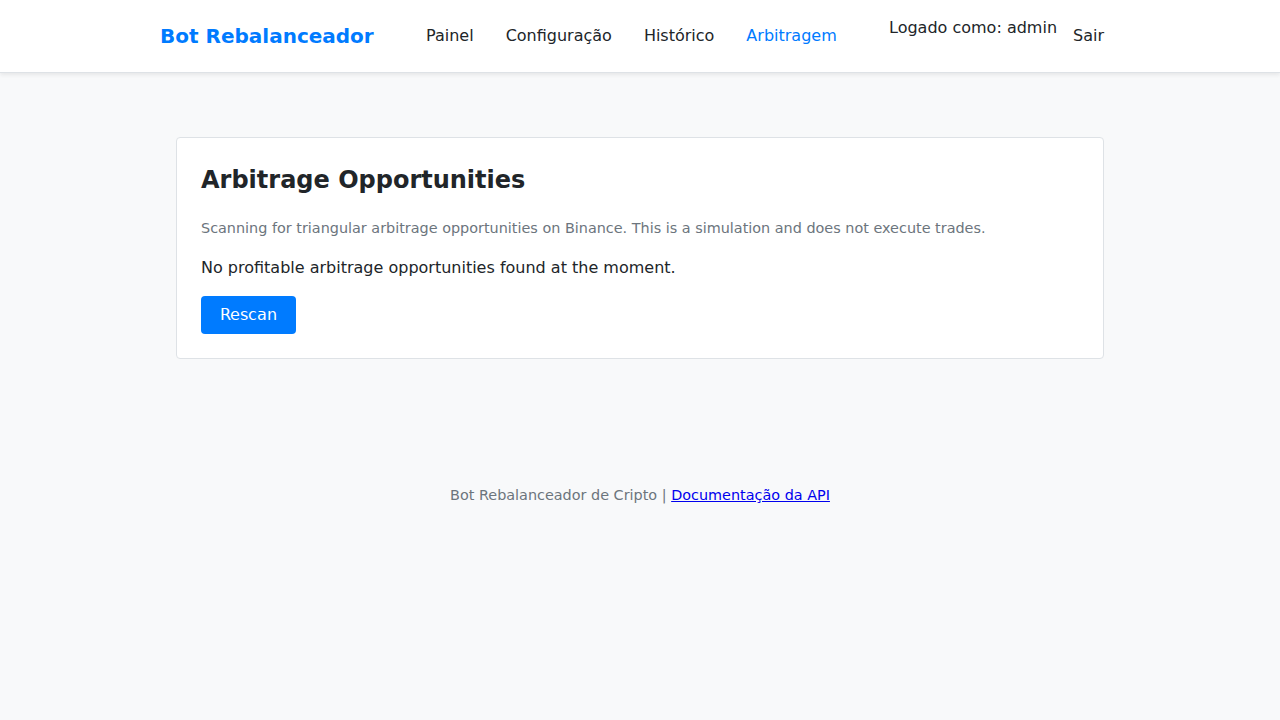 Bot Rebalanceador
Painel
Configuração
Histórico
Arbitragem
Logado como: admin
Sair
Arbitrage Opportunities
Scanning for triangular arbitrage opportunities on Binance. This is a simulation and does not execute trades.
No profitable arbitrage opportunities found at the moment.
Rescan
Bot Rebalanceador de Cripto | Documentação da API